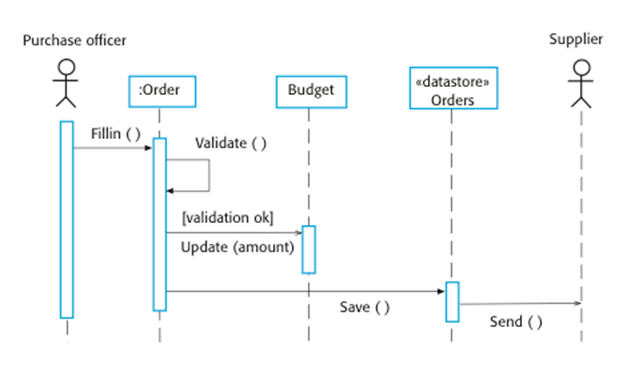 Purchase officer
Supplier
:Order
Budget
«datastore»
Orders
Fillin ( )
Validate ( )
[validation ok]
Update (amount)
Save ( )
Send ( )